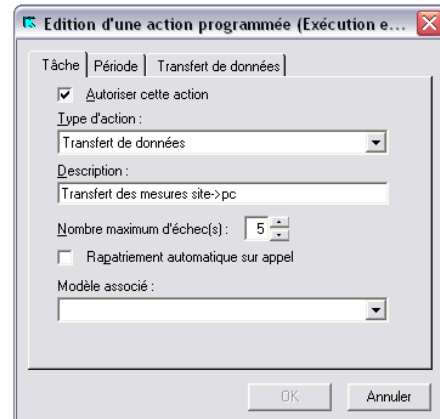 Edition d'une action programmée (Exécution e...
Tâche Période Transfert de données
Autoriser cette action
Type d'action :
Transfert de données
Description :
Transfert des mesures site->pc
Nombre maximum d'échec(s) : 5
Rapatriement automatique sur appel
Modèle associé :
OK Annuler